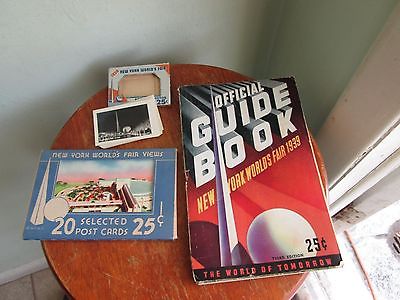 NEW YORK WORLD'S FAIR
25¢
NEW YORK WORLD'S FAIR VIEWS
20 SELECTED 25¢
POST CARDS
OFFICIAL
GUIDE
BOOK
NEW YORK WORLD'S FAIR 1939
25¢
THIRD EDITION
THE WORLD OF TOMORROW